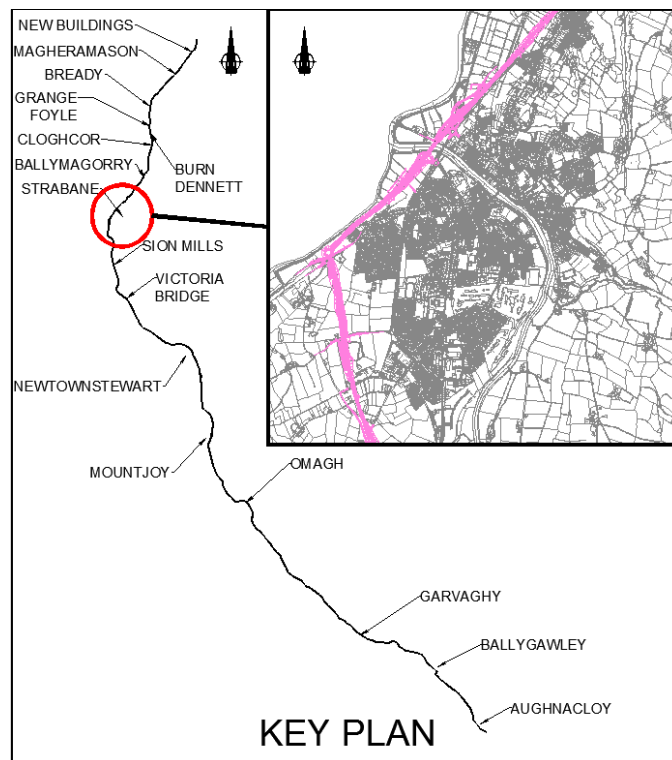 NEW BUILDINGS
MAGHERAMASON
BREADY
GRANGE
FOYLE
CLOGHCOR
BURN
DENNETT
BALLYMAGORRY
STRABANE
SION MILLS
VICTORIA
BRIDGE
NEWTOWNSTEWART
MOUNTJOY
OMAGH
GARVAGHY
BALLYGAWLEY
AUGHNACLOY
KEY PLAN